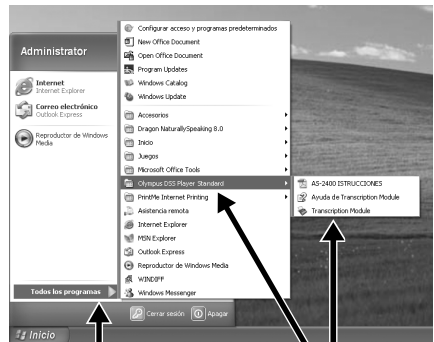 Administrator
Internet
Internet Explorer
Correo electrónico
Outlook Express
Reproductor de Windows
Media
Todos los programas
Configurar acceso y programas predeterminados
New Office Document
Open Office Document
Program Updates
Windows Catalog
Windows Update
Accesorios
Dragon NaturallySpeaking 8.0
Inicio
Juegos
Microsoft Office Tools
Olympus DSS Player Standard
PrintMe Internet Printing
Asistencia remota
Internet Explorer
MSN Explorer
Outlook Express
Reproductor de Windows Media
WINDIFF
Windows Messenger
AS-2400 ISTRUCCIONES
Ayuda de Transcription Module
Transcription Module
Cerrar sesión
Apagar
Inicio